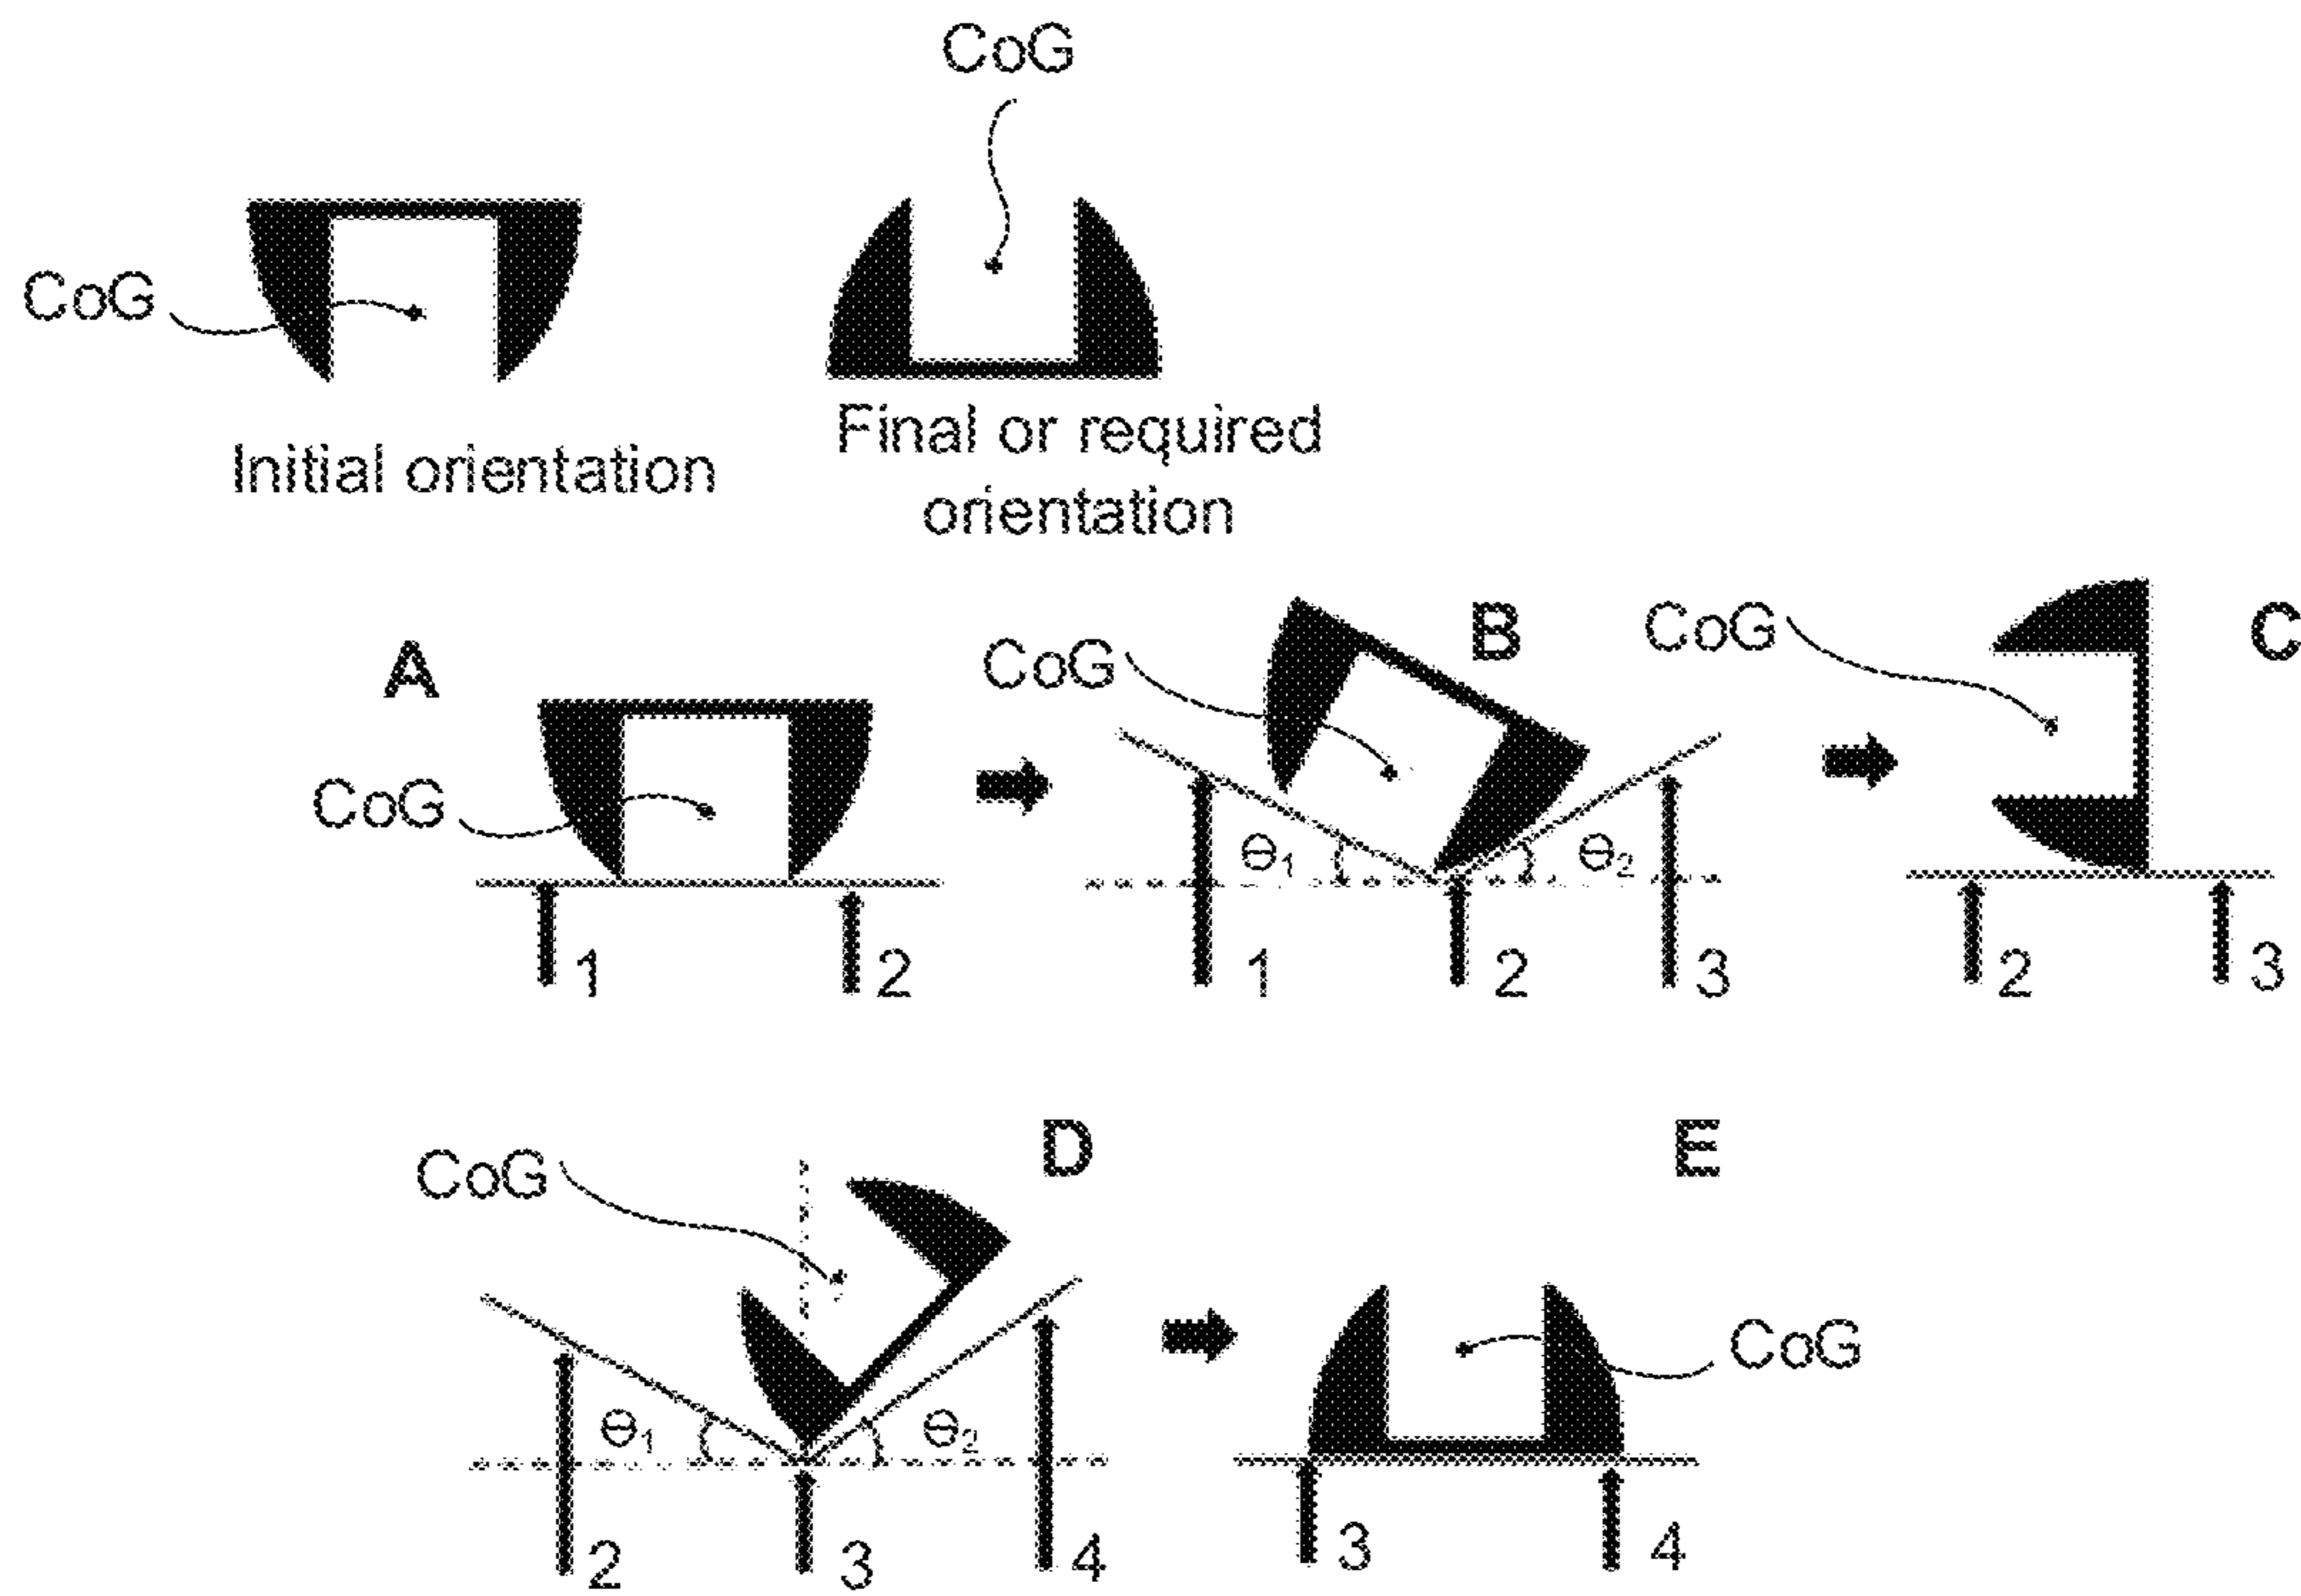 CoG
CoG
Initial orientation
Final or required
orientation
A
CoG
1
2
B
CoG
Θ₁
Θ₂
1
2
3
C
CoG
2
3
D
CoG
Θ₁
Θ₂
2
3
4
E
CoG
3
4